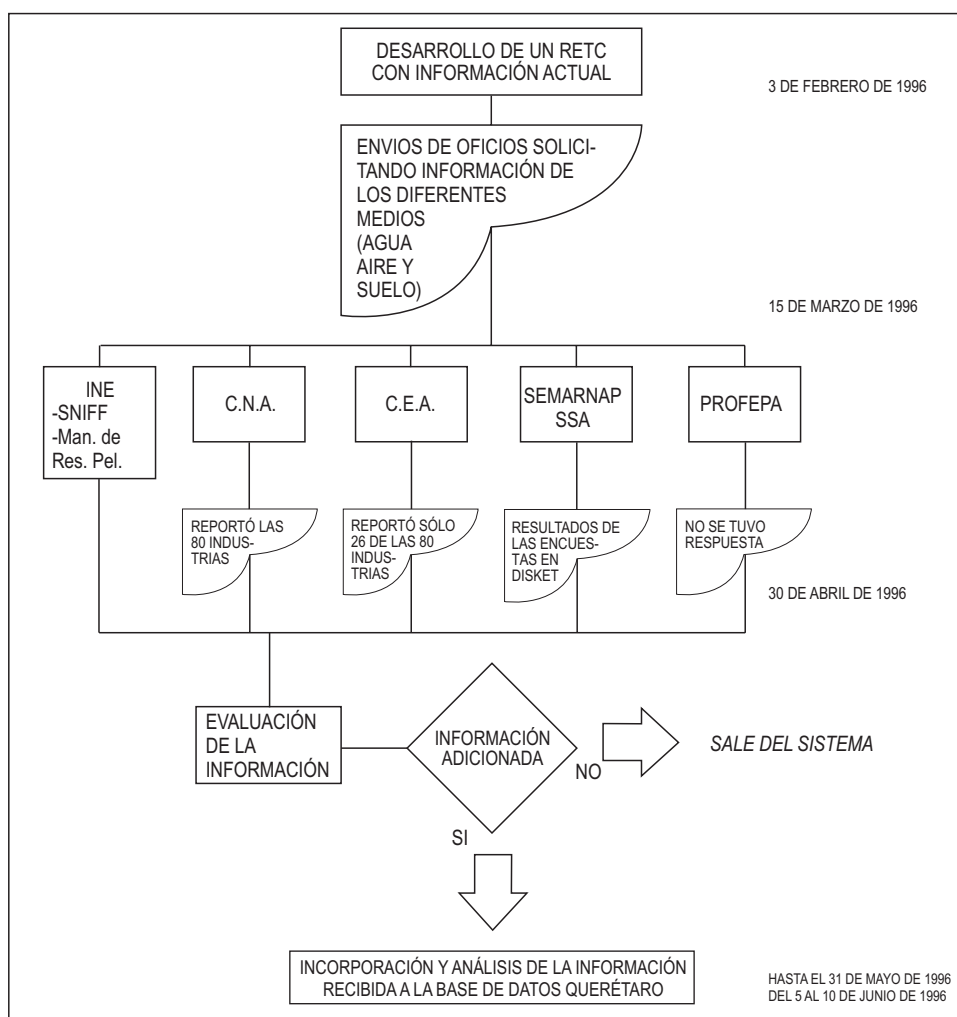 DESARROLLO DE UN RETC
CON INFORMACIÓN ACTUAL
3 DE FEBRERO DE 1996
ENVIOS DE OFICIOS SOLICI-
TANDO INFORMACIÓN DE
LOS DIFERENTES
MEDIOS
(AGUA
AIRE Y
SUELO)
15 DE MARZO DE 1996
INE
-SNIFF
-Man. de
Res. Pel.
C.N.A.
C.E.A.
SEMARNAP
SSA
PROFEPA
REPORTÓ LAS
80 INDUS-
TRIAS
REPORTÓ SÓLO
26 DE LAS 80
INDUS-
TRIAS
RESULTADOS DE
LAS ENCUES-
TAS EN
DISKET
NO SE TUVO
RESPUESTA
30 DE ABRIL DE 1996
EVALUACIÓN
DE LA
INFORMACIÓN
INFORMACIÓN
ADICIONADA
NO
SALE DEL SISTEMA
SI
INCORPORACIÓN Y ANÁLISIS DE LA INFORMACIÓN
RECIBIDA A LA BASE DE DATOS QUERÉTARO
HASTA EL 31 DE MAYO DE 1996
DEL 5 AL 10 DE JUNIO DE 1996